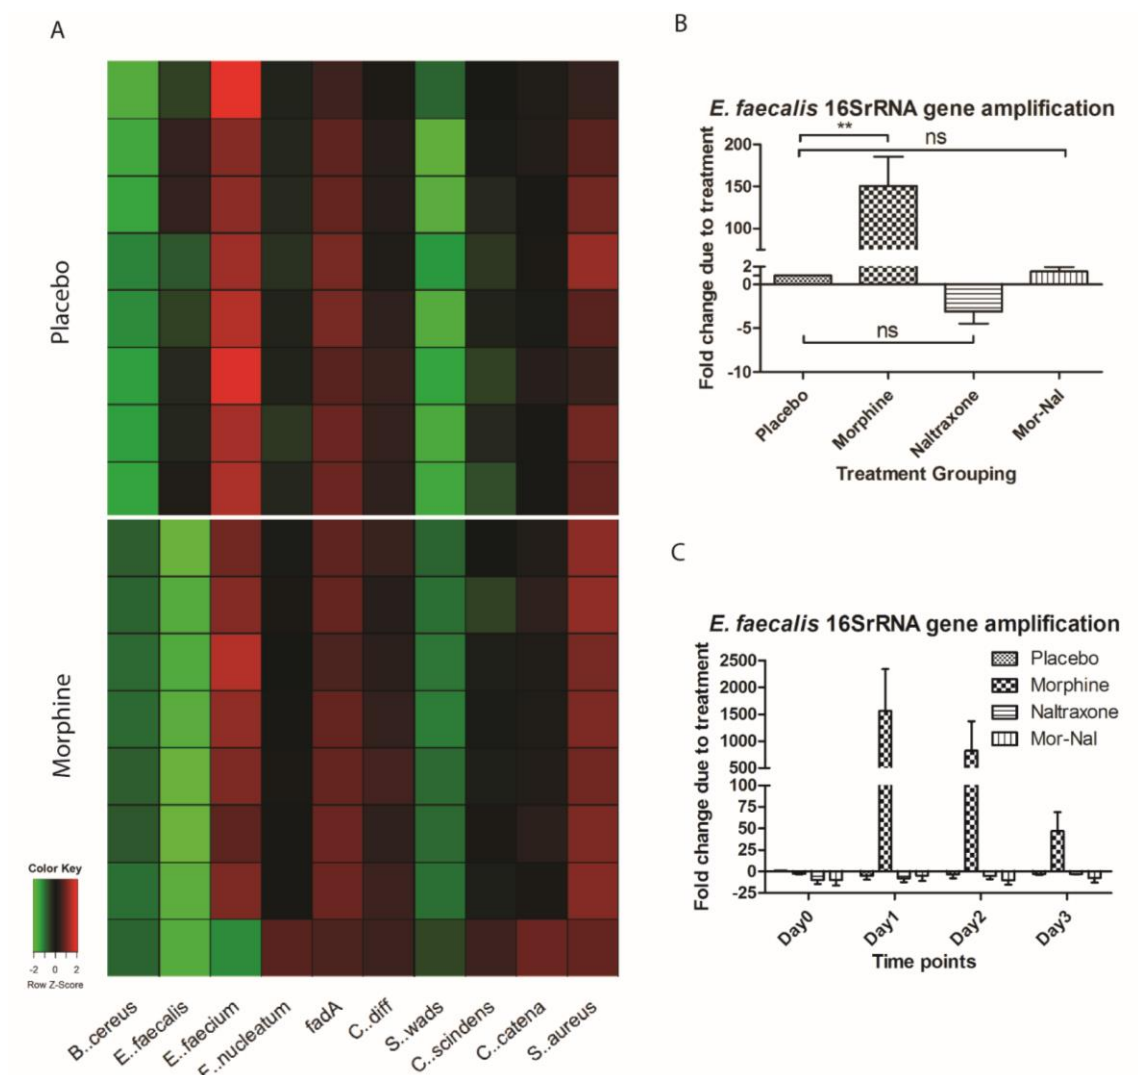 A
Placebo
Morphine
Color Key
-2 0 2
Row Z-Score
B..cereus
E..faecalis
E..faecium
F..nucleatum
fadA
C..diff
S..wads
C..scindens
C..catena
S..aureus
B
E. faecalis 16SrRNA gene amplification
**
ns
ns
Fold change due to treatment
200
150
100
2
0
-5
-10
Placebo
Morphine
Naltraxone
Mor-Nal
Treatment Grouping
C
E. faecalis 16SrRNA gene amplification
Placebo
Morphine
Naltraxone
Mor-Nal
Fold change due to treatment
2500
2000
1500
1000
500
100
75
50
25
0
-25
Day0
Day1
Day2
Day3
Time points